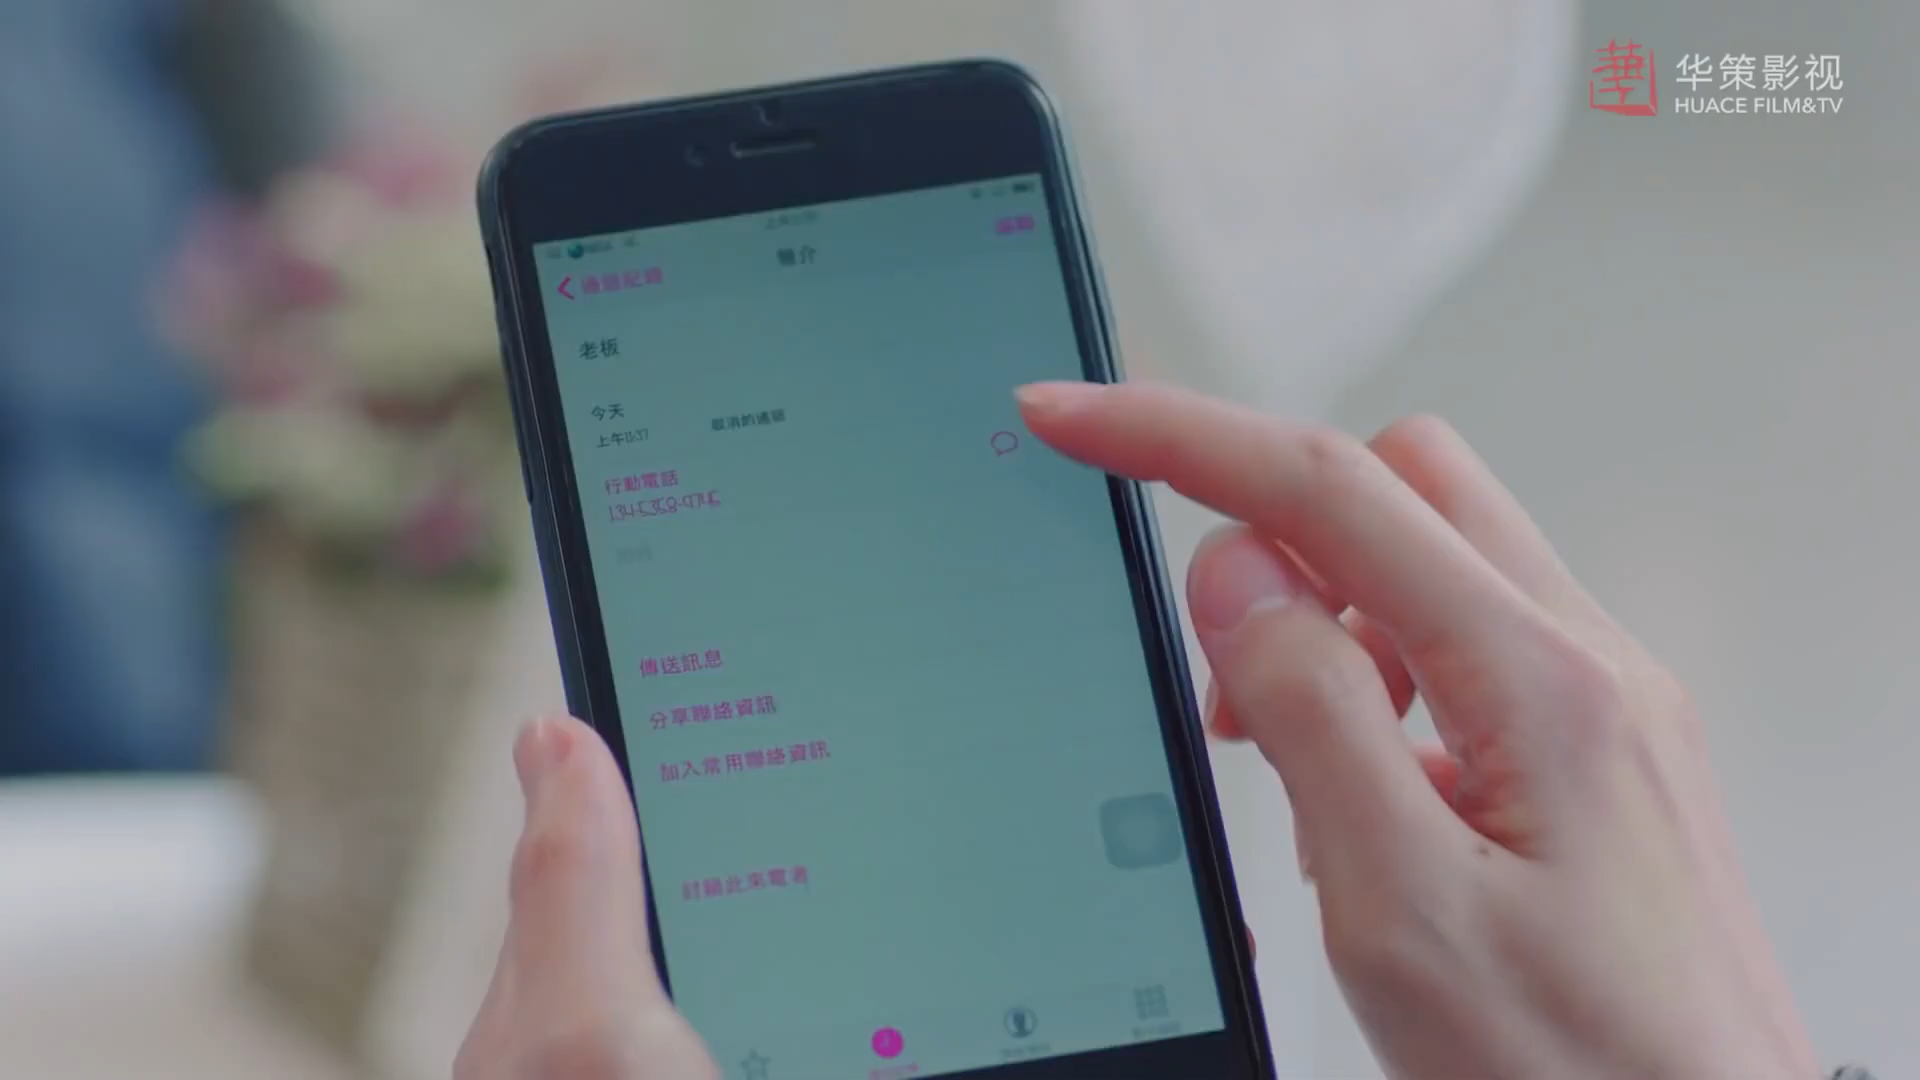 华策影视
HUACE FILM&TV
簡介
通話記錄
老板
今天
上午
取消的通話
行動電話
傳送訊息
分享聯絡資訊
加入常用聯絡資訊
封鎖此來電者